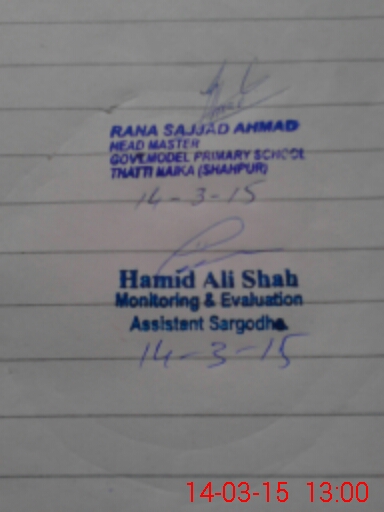 RANA SAJJAD AHMAD
HEAD MASTER
GOVT.MODEL PRIMARY SCHOOL
THATTI MAIKA (SHAHPUR)
14-3-15
Hamid Ali Shah
Monitoring & Evaluation
Assistent Sargodha
14-3-15
14-03-15 13:00